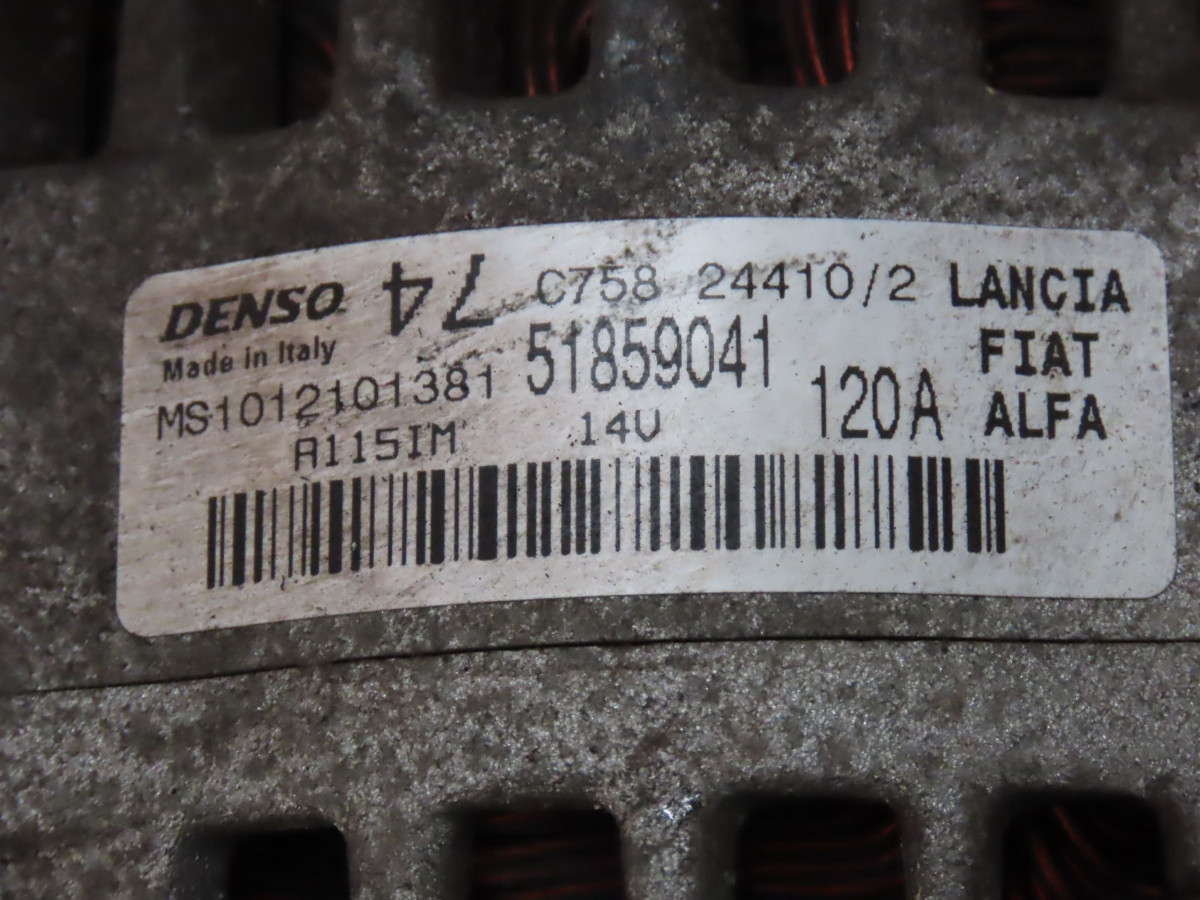 DENSO 74 C758 24410/2 LANCIA
Made in Italy 51859041 FIAT
MS1012101381 120A ALFA
A115IM 14V